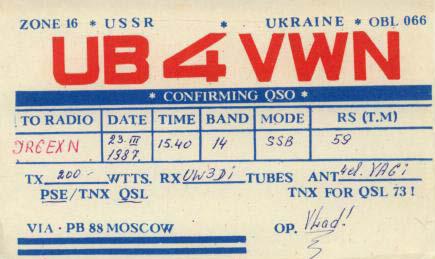 ZONE 16 * USSR * UKRAINE * OBL 066
UB4VWN
* CONFIRMING QSO *
TO RADIO DATE TIME BAND MODE RS (T.M)
23.III 1987. 15.40 14 SSB 59
TX 200- WTTS. RX UW3Di TUBES ANT 4el. YAGi
PSE/TNX QSL TNX FOR QSL 73!
VIA · PB 88 MOSCOW OP. Vlad!